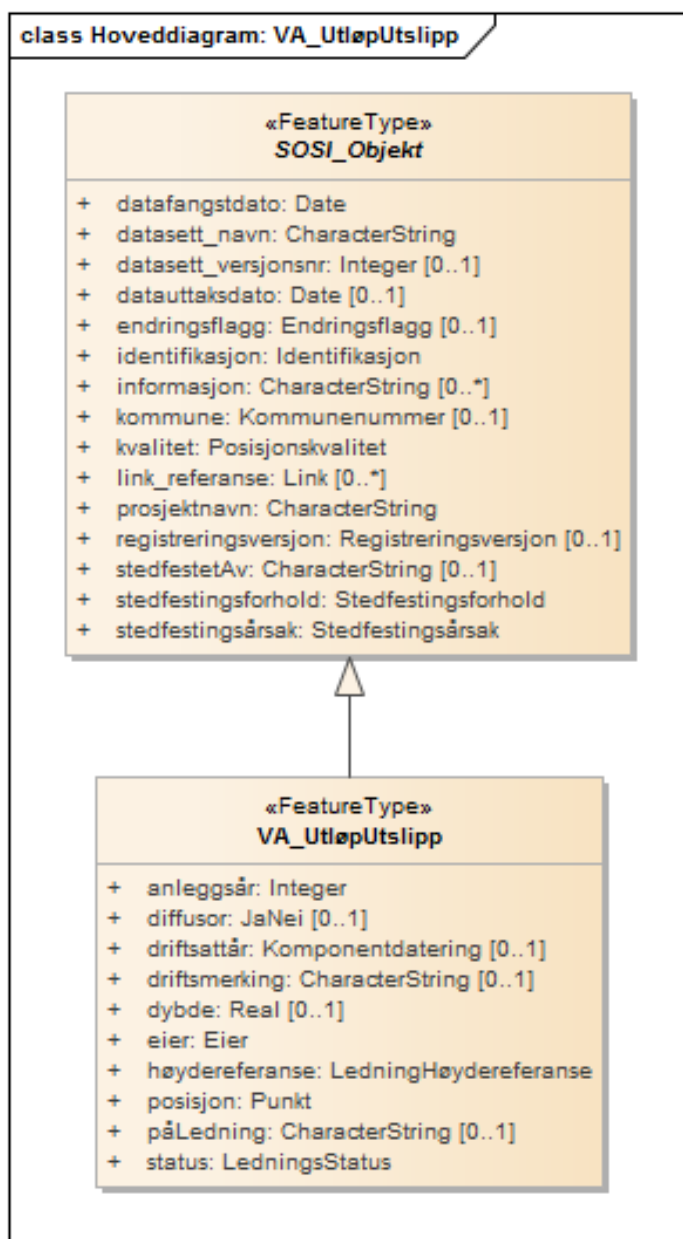 class Hoveddiagram: VA_UtløpUtslipp
«FeatureType»
SOSI_Objekt
+ datafangstdato: Date
+ datasett_navn: CharacterString
+ datasett_versjonsnr: Integer [0..1]
+ datauttaksdato: Date [0..1]
+ endringsflagg: Endringsflagg [0..1]
+ identifikasjon: Identifikasjon
+ informasjon: CharacterString [0..*]
+ kommune: Kommunenummer [0..1]
+ kvalitet: Posisjonskvalitet
+ link_referanse: Link [0..*]
+ prosjektnavn: CharacterString
+ registreringsversjon: Registreringsversjon [0..1]
+ stedfestetAv: CharacterString [0..1]
+ stedfestingsforhold: Stedfestingsforhold
+ stedfestingsårsak: Stedfestingsårsak
«FeatureType»
VA_UtløpUtslipp
+ anleggsår: Integer
+ diffusor: JaNei [0..1]
+ driftsattår: Komponentdatering [0..1]
+ driftsmerking: CharacterString [0..1]
+ dybde: Real [0..1]
+ eier: Eier
+ høydereferanse: LedningHøydereferanse
+ posisjon: Punkt
+ påLedning: CharacterString [0..1]
+ status: LedningsStatus